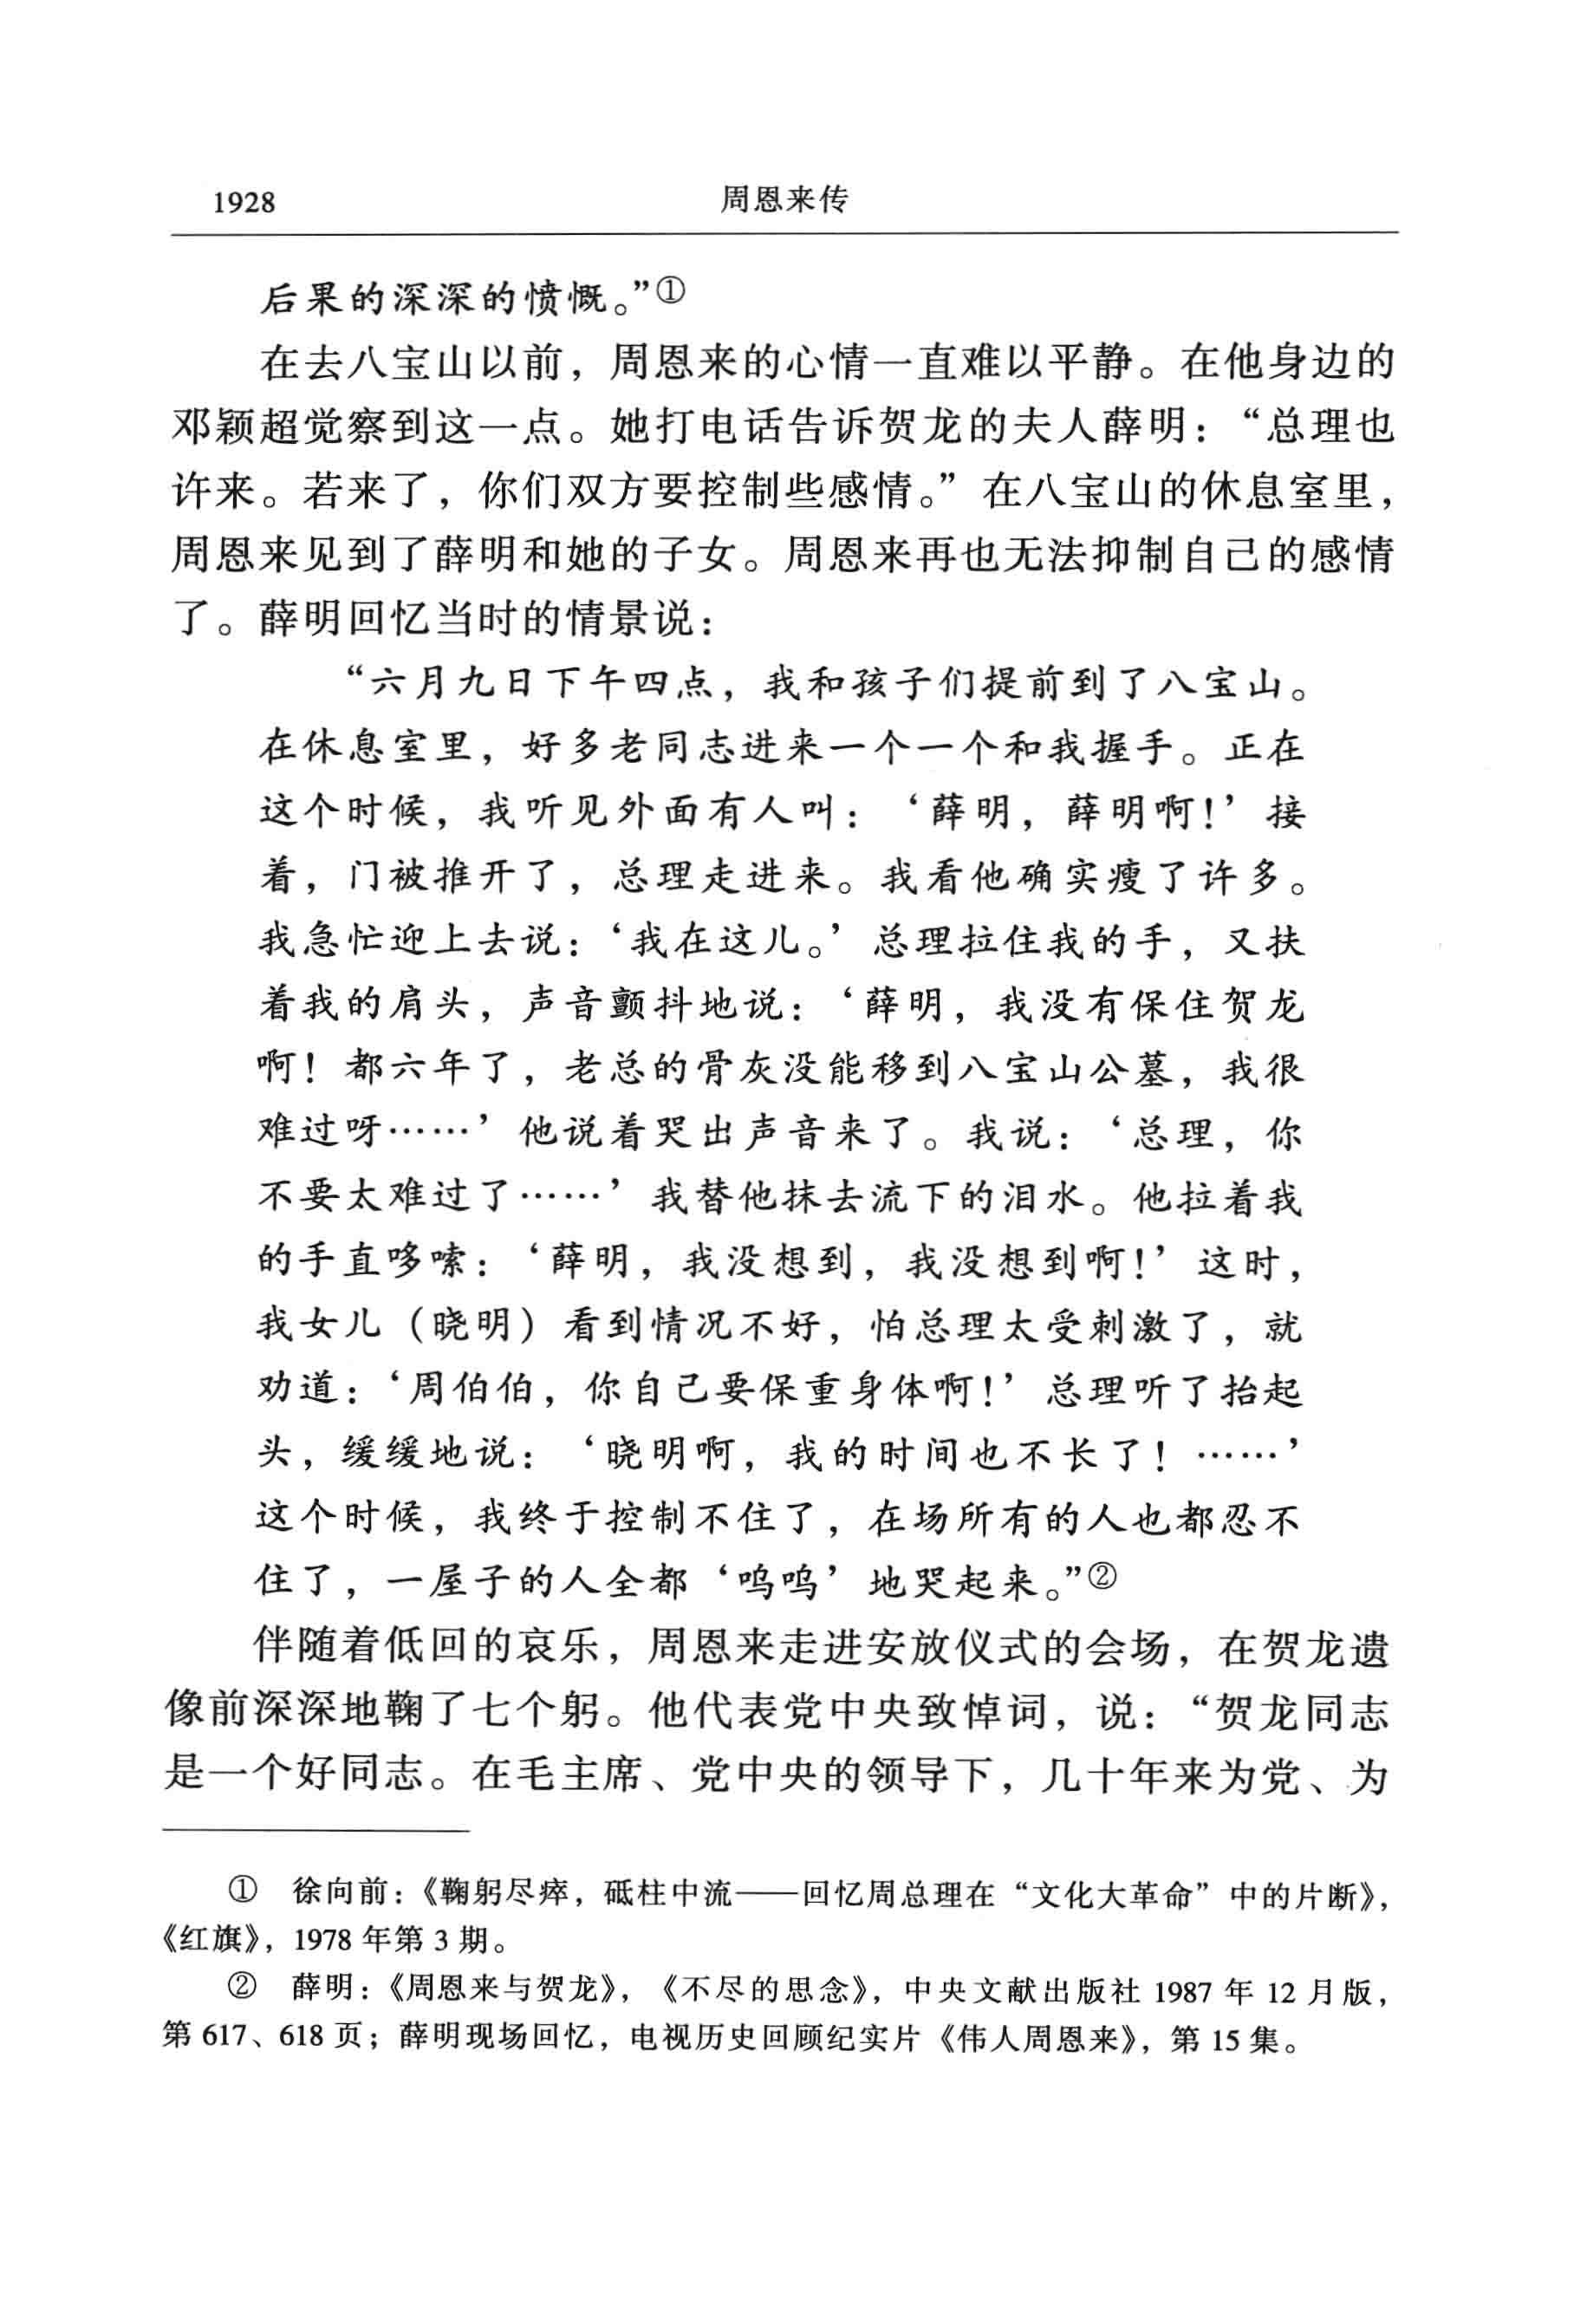 1928
周恩来传
后果的深深的愤慨。”①
在去八宝山以前，周恩来的心情一直难以平静。在他身边的
邓颖超觉察到这一点。她打电话告诉贺龙的夫人薛明：“总理也
许来。若来了，你们双方要控制些感情。”在八宝山的休息室里，
周恩来见到了薛明和她的子女。周恩来再也无法抑制自己的感情
了。薛明回忆当时的情景说：
“六月九日下午四点，我和孩子们提前到了八宝山。
在休息室里，好多老同志进来一个一个和我握手。正在
这个时候，我听见外面有人叫：‘薛明，薛明啊！’接
着，门被推开了，总理走进来。我看他确实瘦了许多。
我急忙迎上去说：‘我在这儿。’总理拉住我的手，又扶
着我的肩头，声音颤抖地说：‘薛明，我没有保住贺龙
啊！都六年了，老总的骨灰没能移到八宝山公墓，我很
难过呀……’他说着哭出声音来了。我说：‘总理，你
不要太难过了……’我替他抹去流下的泪水。他拉着我
的手直哆嗦：‘薛明，我没想到，我没想到啊！’这时，
我女儿（晓明）看到情况不好，怕总理太受刺激了，就
劝道：‘周伯伯，你自己要保重身体啊！’总理听了抬起
头，缓缓地说：‘晓明啊，我的时间也不长了！……’
这个时候，我终于控制不住了，在场所有的人也都忍不
住了，一屋子的人全都‘呜呜’地哭起来。”②
伴随着低回的哀乐，周恩来走进安放仪式的会场，在贺龙遗
像前深深地鞠了七个躬。他代表党中央致悼词，说：“贺龙同志
是一个好同志。在毛主席、党中央的领导下，几十年来为党、为
① 徐向前：《鞠躬尽瘁，砥柱中流——回忆周总理在“文化大革命”中的片断》，
《红旗》，1978 年第 3 期。
② 薛明：《周恩来与贺龙》，《不尽的思念》，中央文献出版社 1987 年 12 月版，
第 617、618 页；薛明现场回忆，电视历史回顾纪实片《伟人周恩来》，第 15 集。